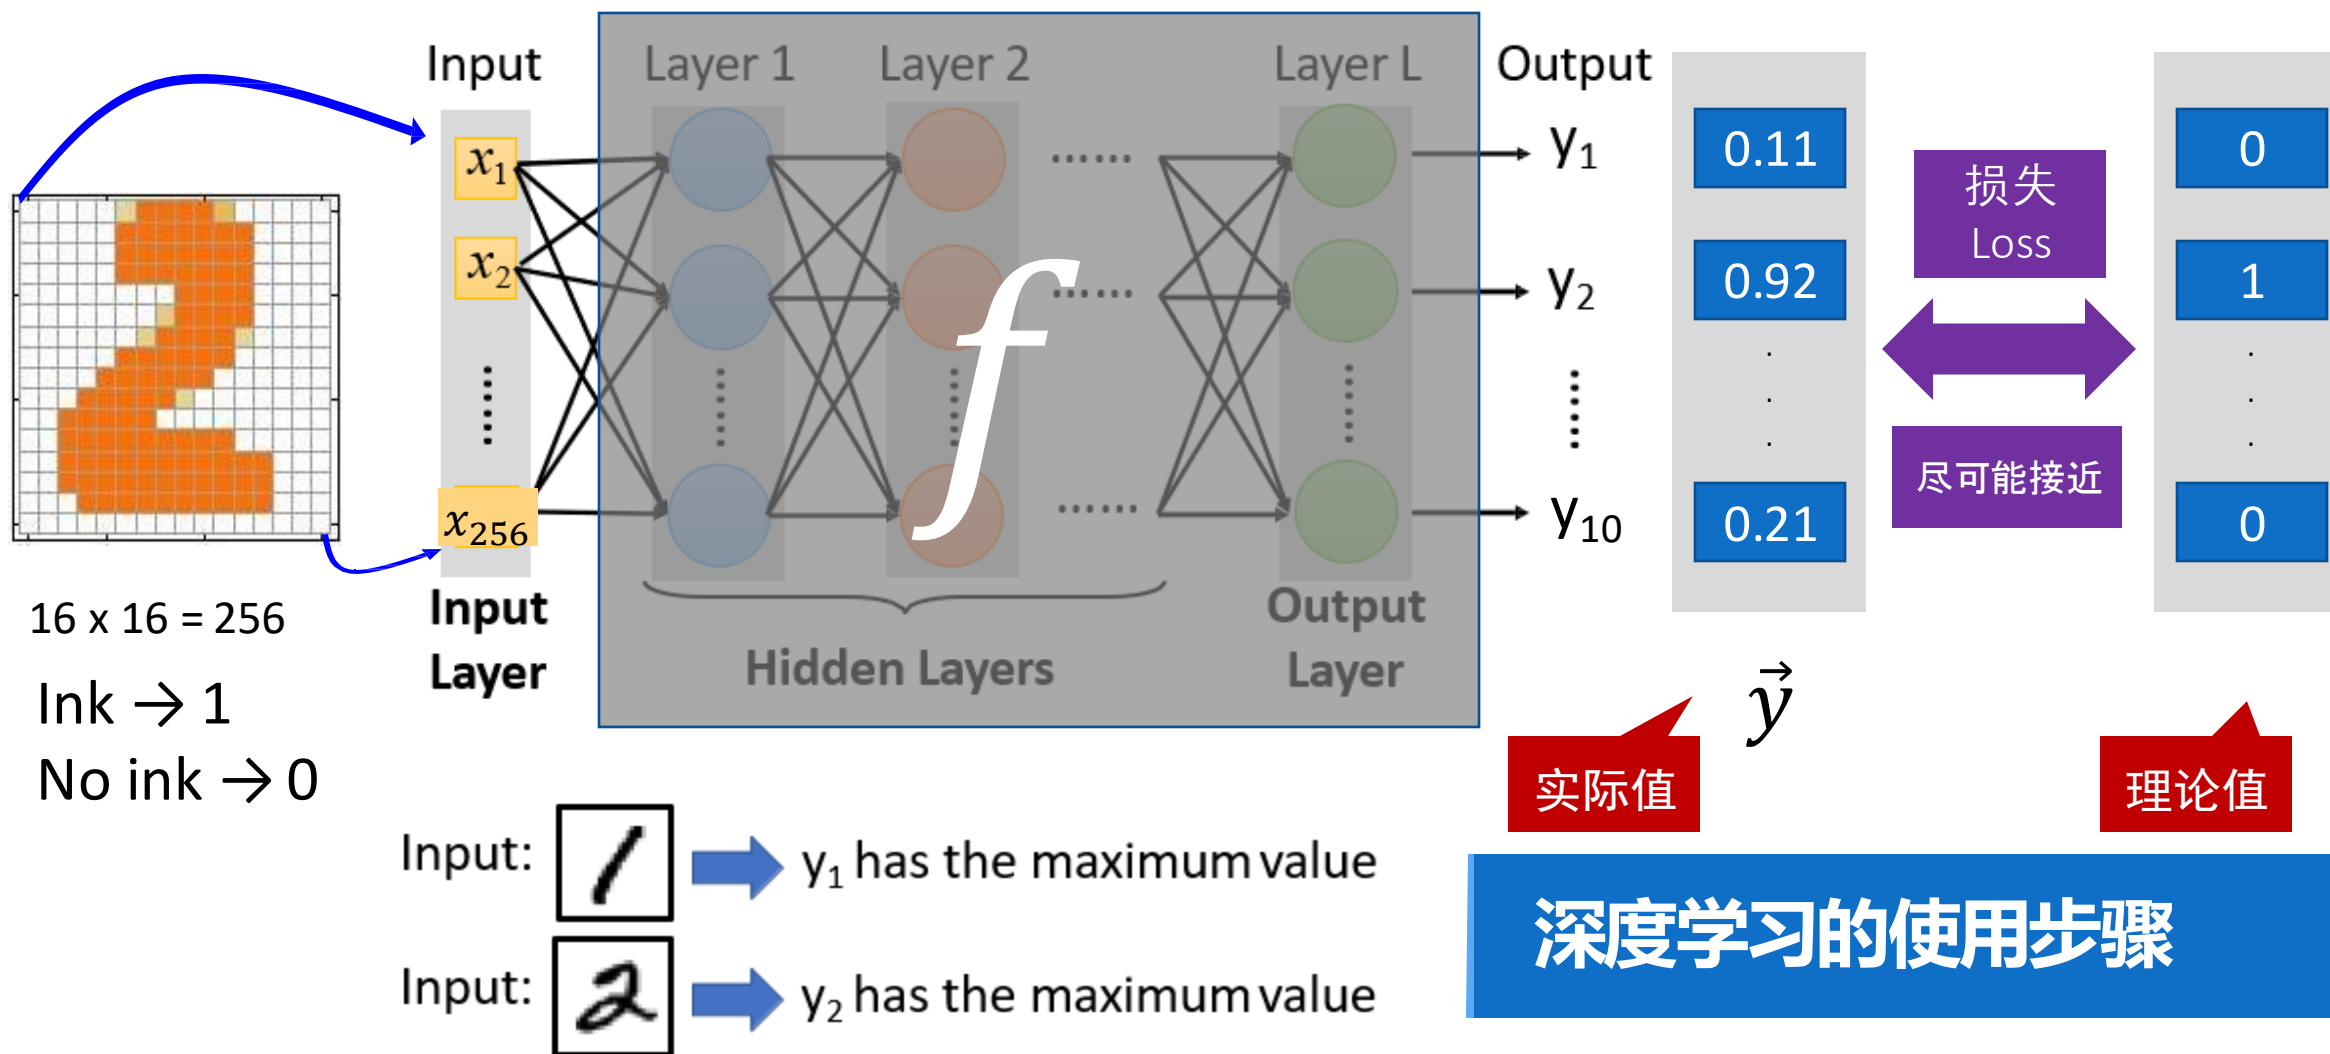 Input
Layer 1
Layer 2
Layer L
Output
x₁
x₂
x₂₅₆
......
......
......
y₁
y₂
y₁₀
0.11
0.92
.
.
.
0.21
损失
Loss
尽可能接近
0
1
.
.
.
0
f
16 x 16 = 256
Ink → 1
No ink → 0
Input
Layer
Hidden Layers
Output
Layer
y⃗
实际值
理论值
Input: 1 y₁ has the maximum value
Input: 2 y₂ has the maximum value
深度学习的使用步骤